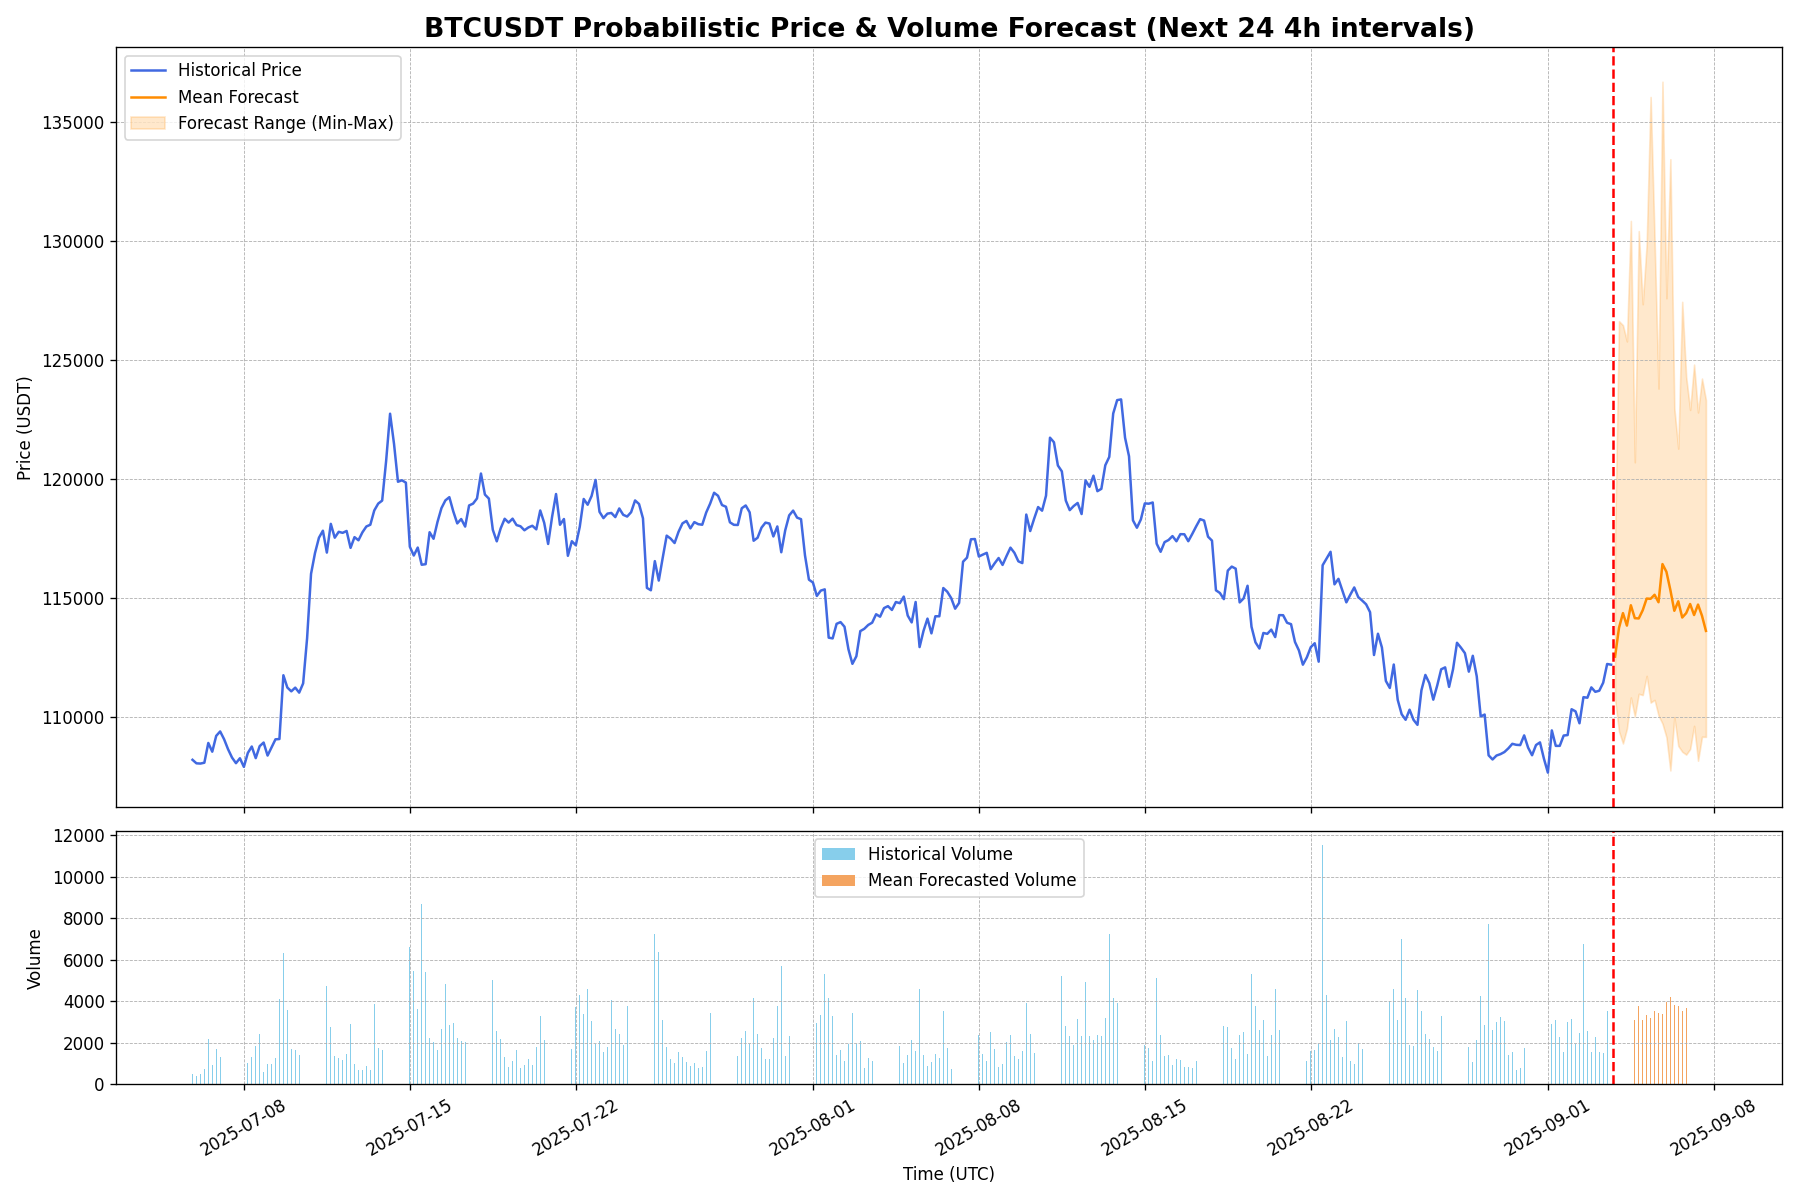 BTCUSDT Probabilistic Price & Volume Forecast (Next 24 4h intervals)
Historical Price
Mean Forecast
Forecast Range (Min-Max)
135000
130000
125000
120000
115000
110000
Price (USDT)
Historical Volume
Mean Forecasted Volume
12000
10000
8000
6000
4000
2000
0
Volume
2025-07-08
2025-07-15
2025-07-22
2025-08-01
2025-08-08
2025-08-15
2025-08-22
2025-09-01
2025-09-08
Time (UTC)